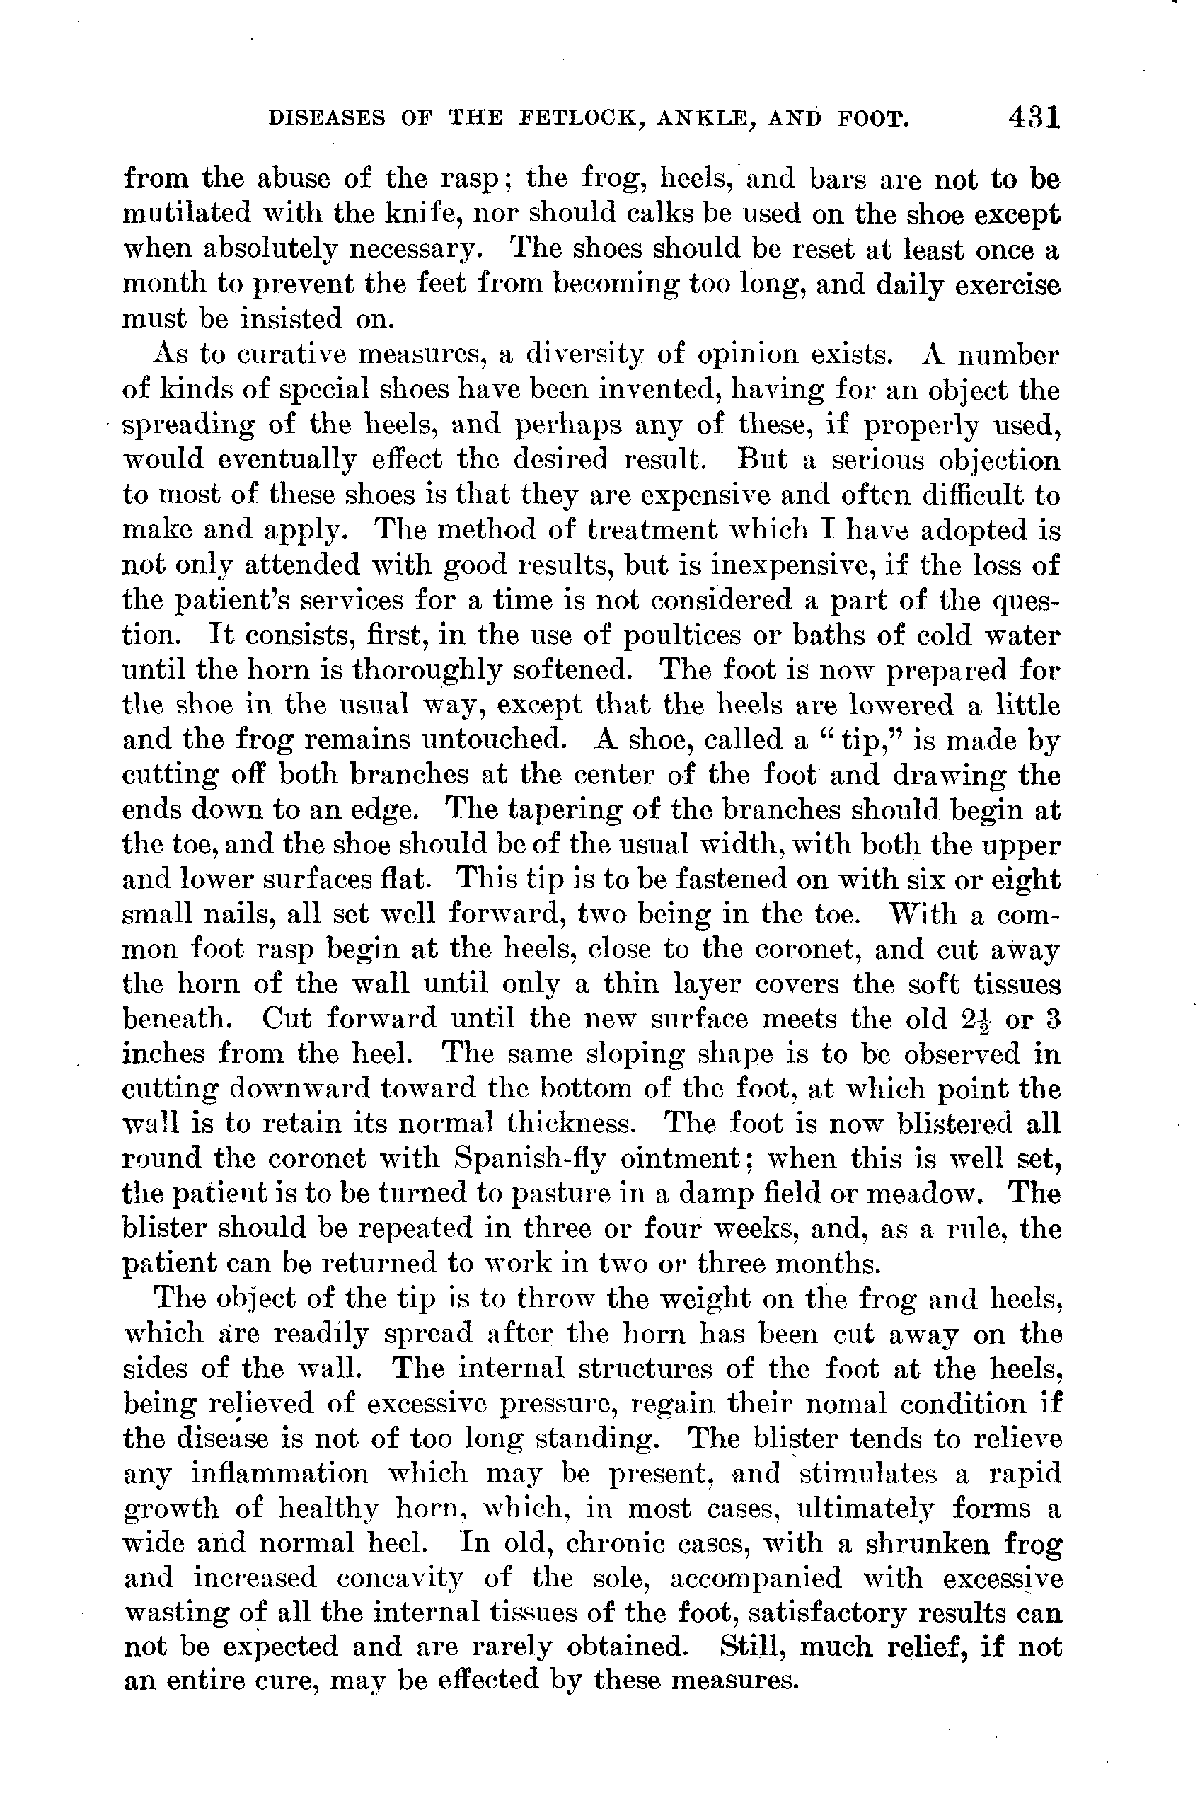 DISEASES OF THE FETLOCK, ANKLE, AND FOOT. 431
from the abuse of the rasp; the frog, heels, and bars are not to be
mutilated with the knife, nor should calks be used on the shoe except
when absolutely necessary. The shoes should be reset at least once a
month to prevent the feet from becoming too long, and daily exercise
must be insisted on.
As to curative measures, a diversity of opinion exists. A number
of kinds of special shoes have been invented, having for an object the
spreading of the heels, and perhaps any of these, if properly used,
would eventually effect the desired result. But a serious objection
to most of these shoes is that they are expensive and often difficult to
make and apply. The method of treatment which I have adopted is
not only attended with good results, but is inexpensive, if the loss of
the patient's services for a time is not considered a part of the ques-
tion. It consists, first, in the use of poultices or baths of cold water
until the horn is thoroughly softened. The foot is now prepared for
the shoe in the usual way, except that the heels are lowered a little
and the frog remains untouched. A shoe, called a "tip," is made by
cutting off both branches at the center of the foot and drawing the
ends down to an edge. The tapering of the branches should begin at
the toe, and the shoe should be of the usual width, with both the upper
and lower surfaces flat. This tip is to be fastened on with six or eight
small nails, all set well forward, two being in the toe. With a com-
mon foot rasp begin at the heels, close to the coronet, and cut away
the horn of the wall until only a thin layer covers the soft tissues
beneath. Cut forward until the new surface meets the old 2½ or 3
inches from the heel. The same sloping shape is to be observed in
cutting downward toward the bottom of the foot, at which point the
wall is to retain its normal thickness. The foot is now blistered all
round the coronet with Spanish-fly ointment; when this is well set,
the patient is to be turned to pasture in a damp field or meadow. The
blister should be repeated in three or four weeks, and, as a rule, the
patient can be returned to work in two or three months.
The object of the tip is to throw the weight on the frog and heels,
which are readily spread after the horn has been cut away on the
sides of the wall. The internal structures of the foot at the heels,
being relieved of excessive pressure, regain their nomal condition if
the disease is not of too long standing. The blister tends to relieve
any inflammation which may be present, and stimulates a rapid
growth of healthy horn, which, in most cases, ultimately forms a
wide and normal heel. In old, chronic cases, with a shrunken frog
and increased concavity of the sole, accompanied with excessive
wasting of all the internal tissues of the foot, satisfactory results can
not be expected and are rarely obtained. Still, much relief, if not
an entire cure, may be effected by these measures.